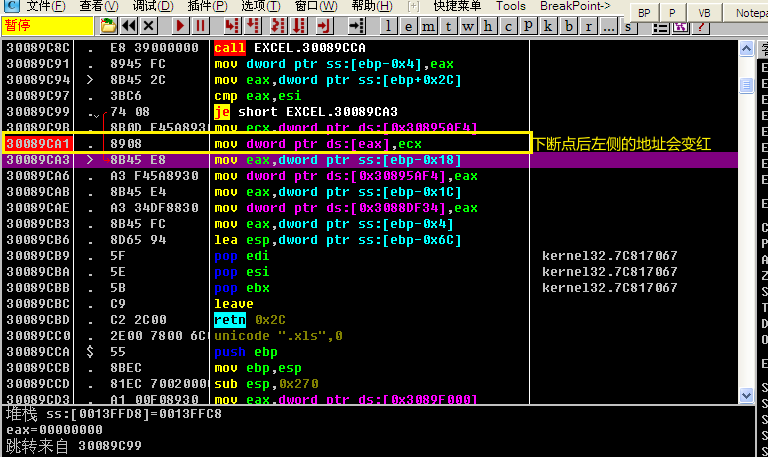 文件(F) 查看(V) 调试(D) 插件(P) 选项(T) 窗口(W) 帮助(H) [+] 快捷菜单 Tools BreakPoint-> BP P VB Notepa
暂停 l e m t w h c p k b r ... s
30089C8C . E8 39000000 call EXCEL.30089CCA
30089C91 . 8945 FC mov dword ptr ss:[ebp-0x4],eax
30089C94 > 8B45 2C mov eax,dword ptr ss:[ebp+0x2C]
30089C97 . 3BC6 cmp eax,esi
30089C99 . 74 08 je short EXCEL.30089CA3
30089C9B . 8B0D F45A8930 mov ecx,dword ptr ds:[0x30895AF4]
30089CA1 . 8908 mov dword ptr ds:[eax],ecx 下断点后左侧的地址会变红
30089CA3 > 8B45 E8 mov eax,dword ptr ss:[ebp-0x18]
30089CA6 . A3 F45A8930 mov dword ptr ds:[0x30895AF4],eax
30089CAB . 8B45 E4 mov eax,dword ptr ss:[ebp-0x1C]
30089CAE . A3 34DF8830 mov dword ptr ds:[0x3088DF34],eax
30089CB3 . 8B45 FC mov eax,dword ptr ss:[ebp-0x4]
30089CB6 . 8D65 94 lea esp,dword ptr ss:[ebp-0x6C]
30089CB9 . 5F pop edi kernel32.7C817067
30089CBA . 5E pop esi kernel32.7C817067
30089CBB . 5B pop ebx kernel32.7C817067
30089CBC . C9 leave
30089CBD . C2 2C00 retn 0x2C
30089CC0 . 2E00 7800 6C0 unicode ".xls",0
30089CCA $ 55 push ebp
30089CCB . 8BEC mov ebp,esp
30089CCD . 81EC 7002000 sub esp,0x270
30089CD3 . A1 00F08930 mov eax,dword ptr ds:[0x3089F000]
堆栈 ss:[0013FFD8]=0013FFC8
eax=00000000
跳转来自 30089C99